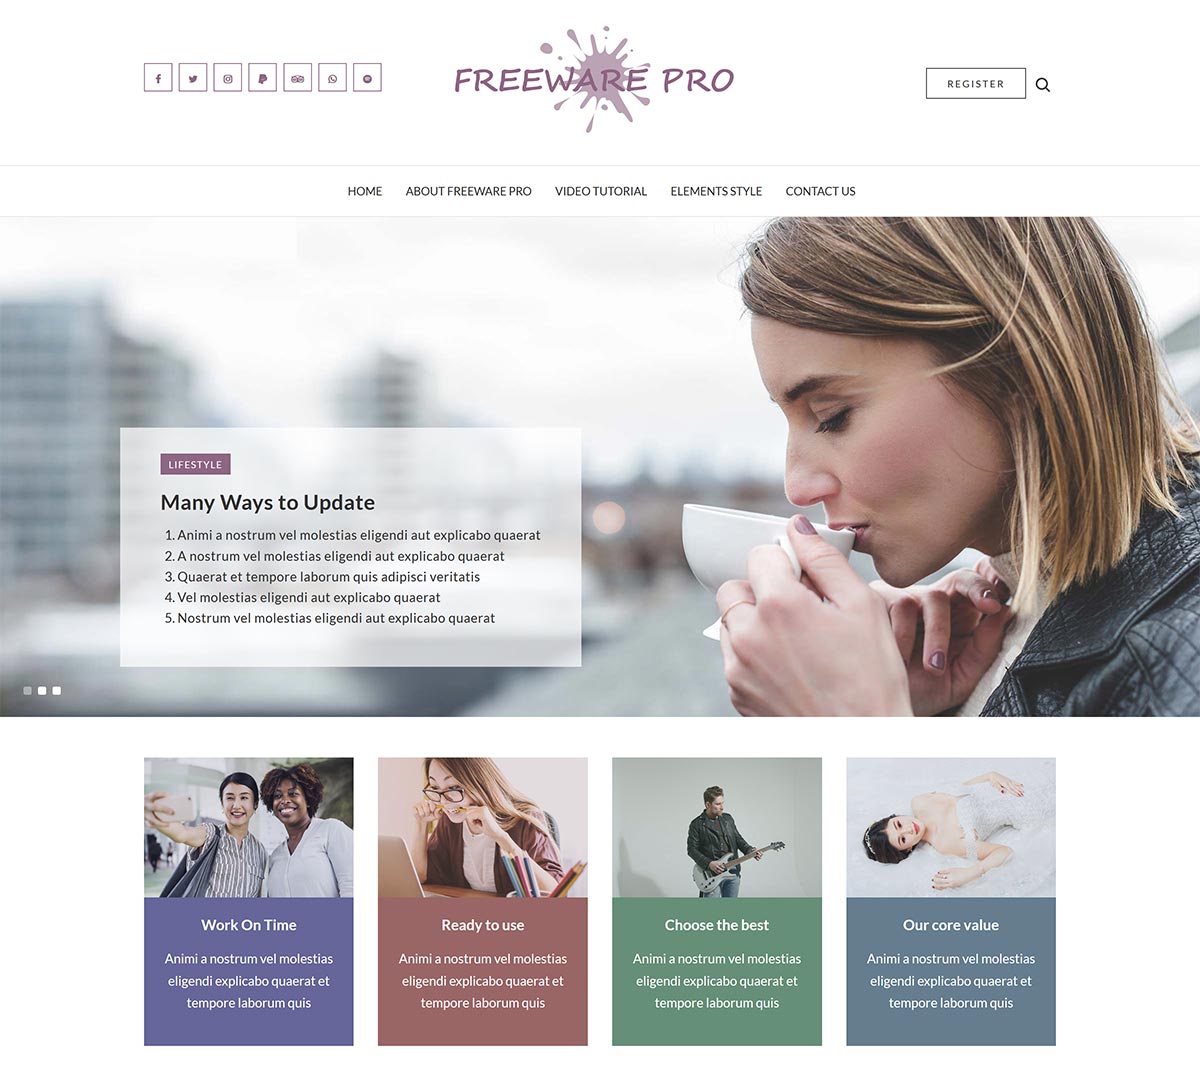 FREEWARE PRO
REGISTER
HOME ABOUT FREEWARE PRO VIDEO TUTORIAL ELEMENTS STYLE CONTACT US
LIFESTYLE
Many Ways to Update
1. Animi a nostrum vel molestias eligendi aut explicabo quaerat
2. A nostrum vel molestias eligendi aut explicabo quaerat
3. Quaerat et tempore laborum quis adipisci veritatis
4. Vel molestias eligendi aut explicabo quaerat
5. Nostrum vel molestias eligendi aut explicabo quaerat
Work On Time
Animi a nostrum vel molestias
eligendi explicabo quaerat et
tempore laborum quis
Ready to use
Animi a nostrum vel molestias
eligendi explicabo quaerat et
tempore laborum quis
Choose the best
Animi a nostrum vel molestias
eligendi explicabo quaerat et
tempore laborum quis
Our core value
Animi a nostrum vel molestias
eligendi explicabo quaerat et
tempore laborum quis